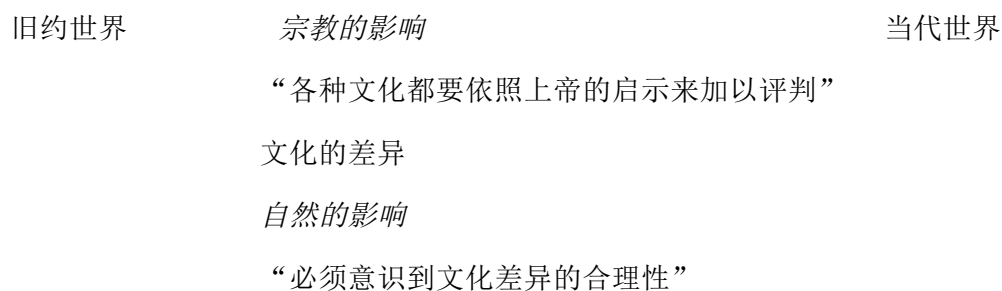 旧约世界 宗教的影响 当代世界
“各种文化都要依照上帝的启示来加以评判”
文化的差异
自然的影响
“必须意识到文化差异的合理性”